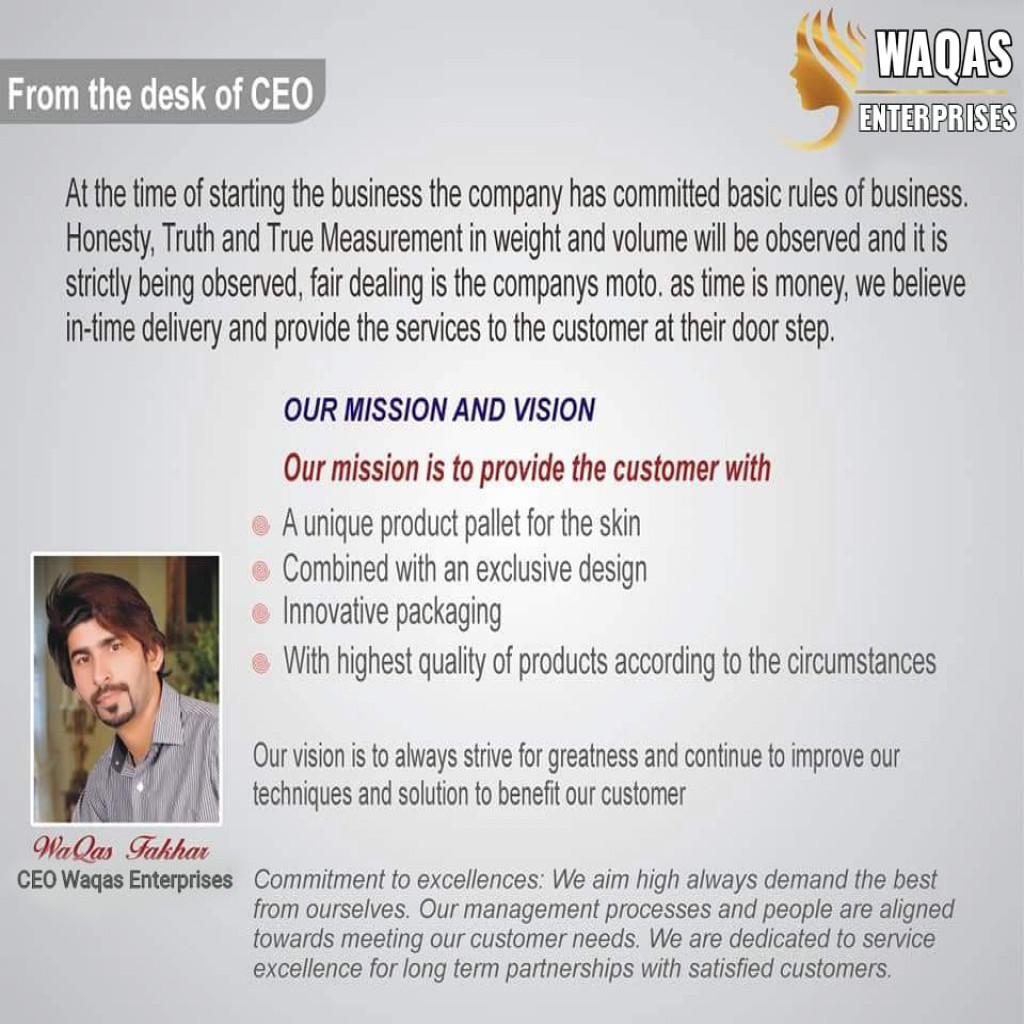 From the desk of CEO
WAQAS
ENTERPRISES
At the time of starting the business the company has committed basic rules of business.
Honesty, Truth and True Measurement in weight and volume will be observed and it is
strictly being observed, fair dealing is the companys moto. as time is money, we believe
in-time delivery and provide the services to the customer at their door step.
OUR MISSION AND VISION
Our mission is to provide the customer with
A unique product pallet for the skin
Combined with an exclusive design
Innovative packaging
With highest quality of products according to the circumstances
Our vision is to always strive for greatness and continue to improve our
techniques and solution to benefit our customer
WaQas Fakhar
CEO Waqas Enterprises
Commitment to excellences: We aim high always demand the best
from ourselves. Our management processes and people are aligned
towards meeting our customer needs. We are dedicated to service
excellence for long term partnerships with satisfied customers.